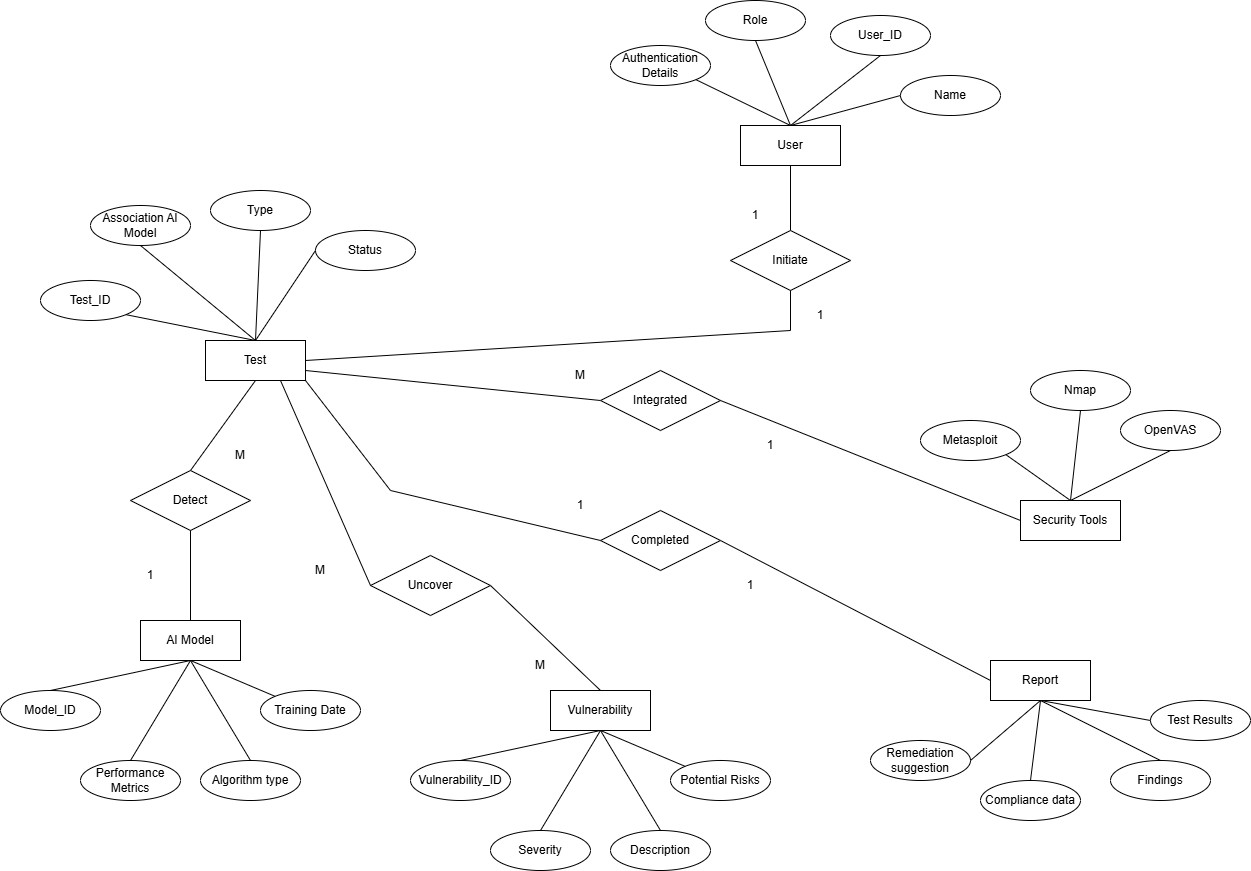 Role
User_ID
Authentication
Details
Name
User
1
Association AI
Model
Type
Status
Initiate
Test_ID
1
Test
M
Integrated
Nmap
Metasploit
OpenVAS
1
M
Detect
1
Completed
Security Tools
1
M
Uncover
1
AI Model
M
Report
Model_ID
Training Date
Vulnerability
Test Results
Performance
Metrics
Algorithm type
Vulnerability_ID
Potential Risks
Remediation
suggestion
Compliance data
Findings
Severity
Description